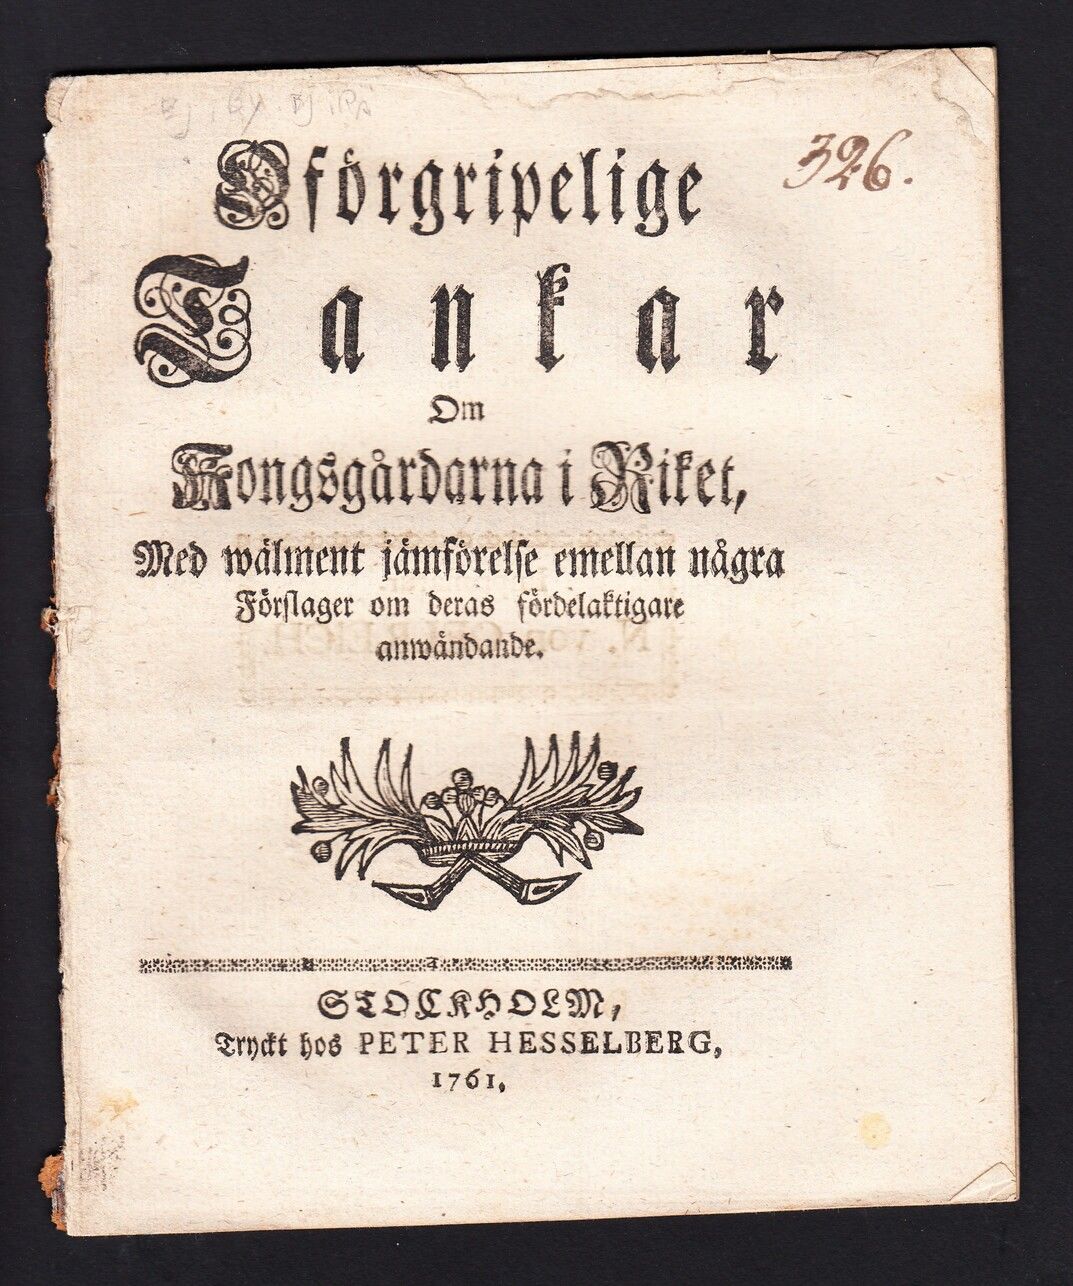 326.
Oförgripelige
Tankar
Om
Kongsgårdarna i Riket,
Med wälment jämförelse emellan några
Förslager om deras fördelaktigare
anwändande.
STOCKHOLM,
Tryckt hos PETER HESSELBERG,
1761.